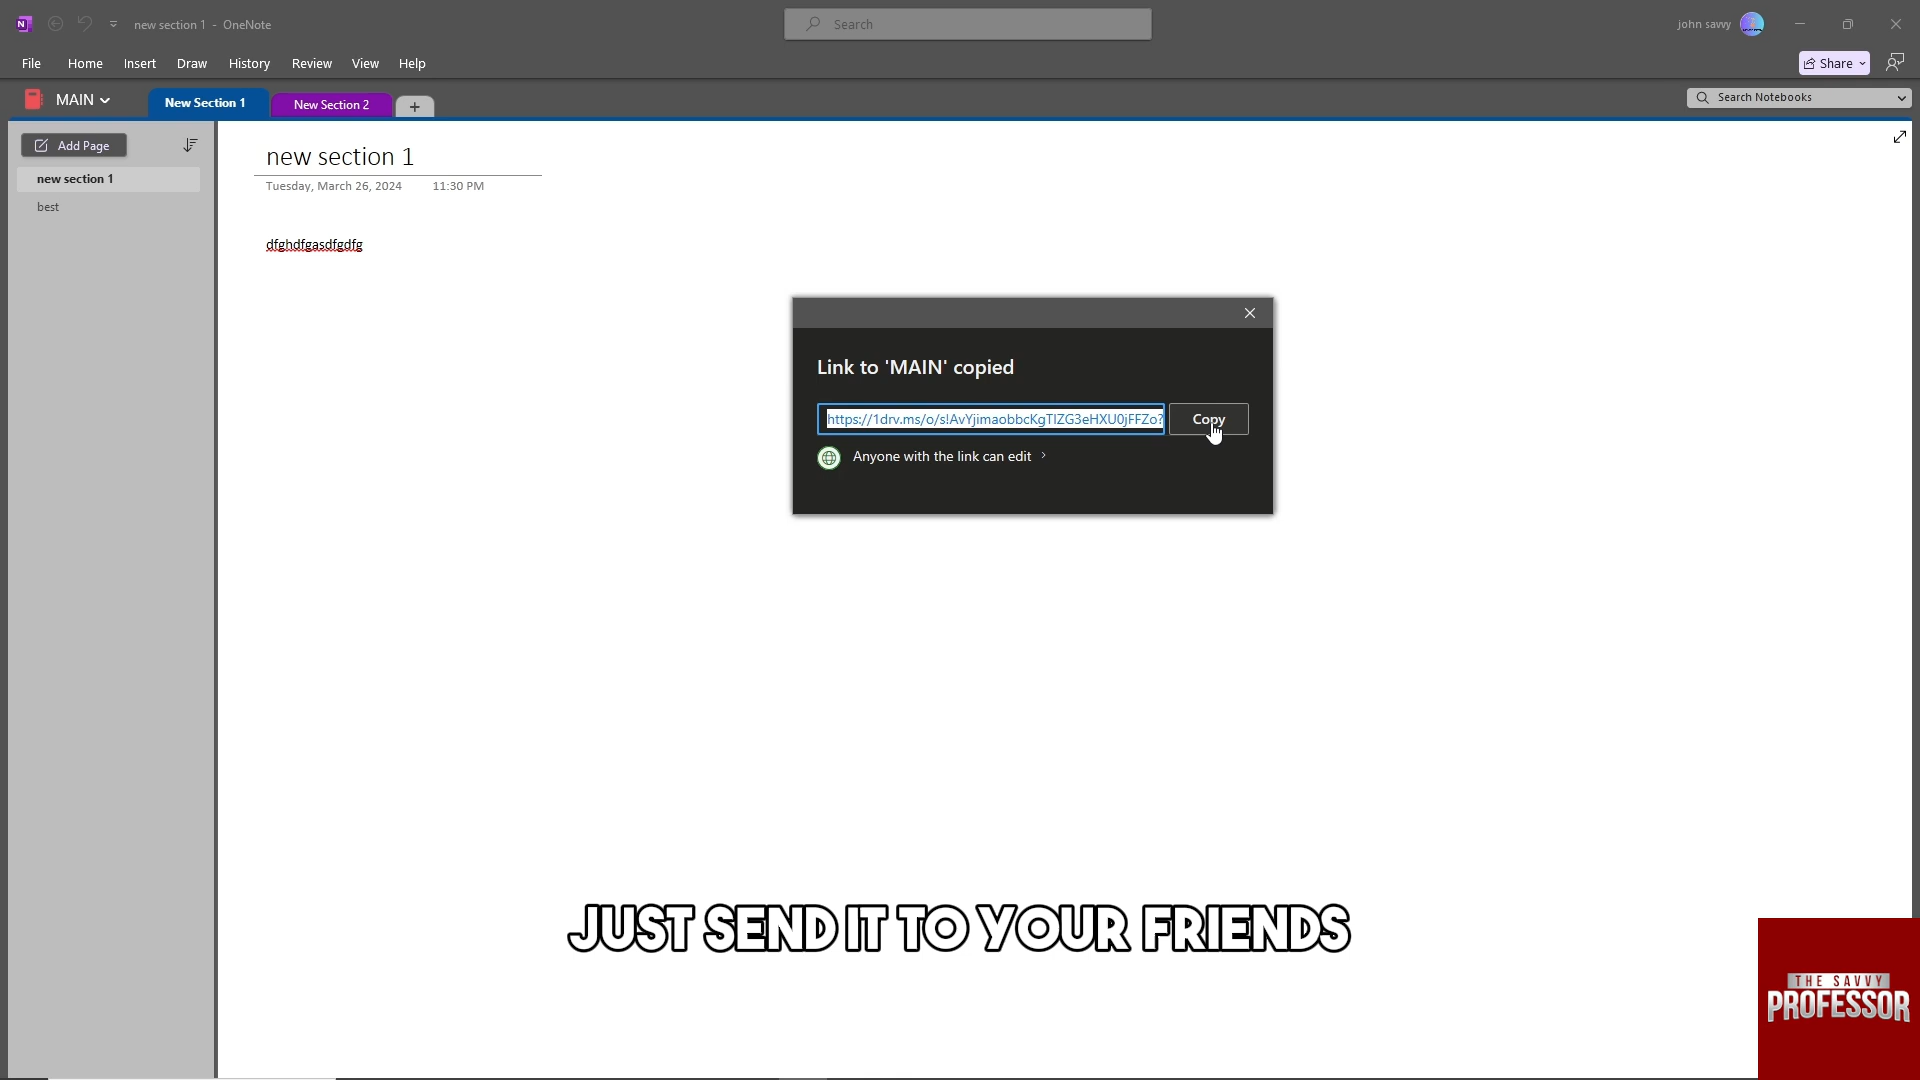 new section 1 - OneNote
Search
john savvy
File Home Insert Draw History Review View Help
Share
MAIN
New Section 1
New Section 2
+
Search Notebooks
Add Page
new section 1
best
new section 1
Tuesday, March 26, 2024 11:30 PM
dfghdfgasdfgdfg
Link to 'MAIN' copied
https://1drv.ms/o/s!AvYjimaobbcKgTIZG3eHXU0jFFZo?
Copy
Anyone with the link can edit
JUST SEND IT TO YOUR FRIENDS
THE SAVVY
PROFESSOR